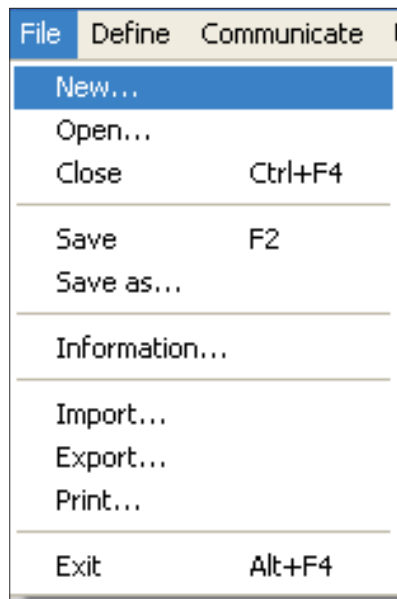 File Define Communicate
New...
Open...
Close Ctrl+F4
Save F2
Save as...
Information...
Import...
Export...
Print...
Exit Alt+F4